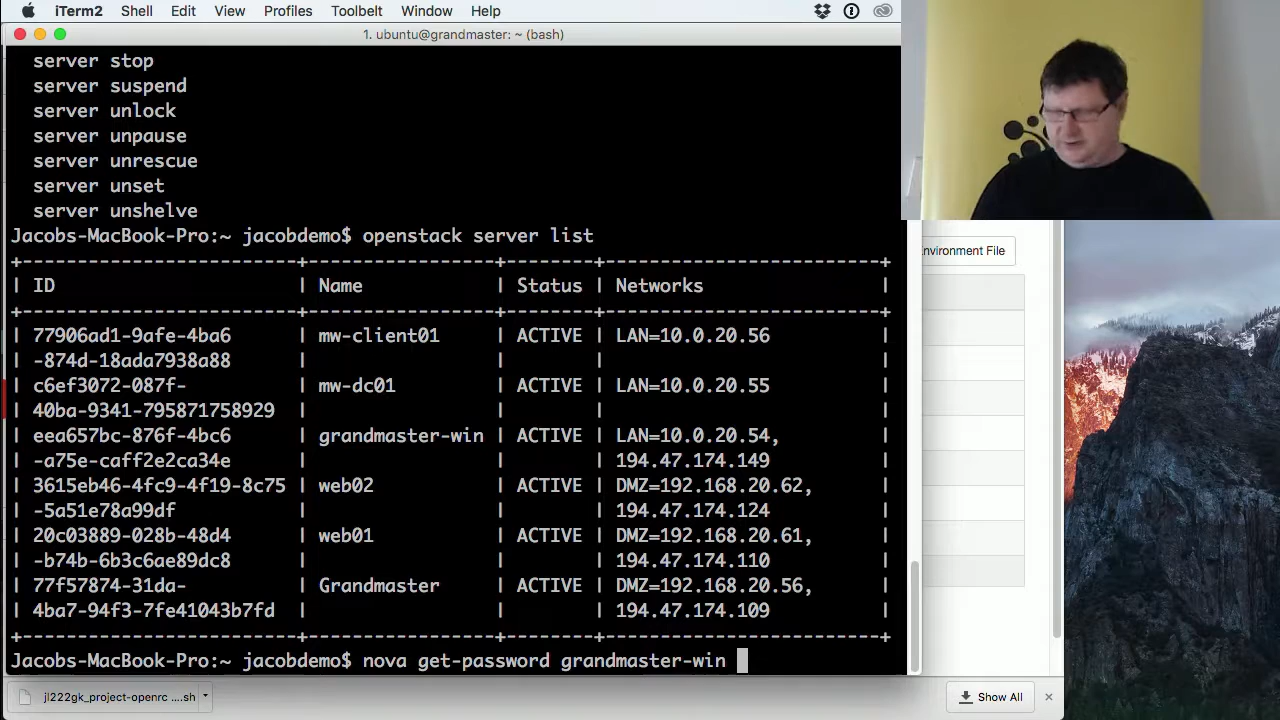 iTerm2 Shell Edit View Profiles Toolbelt Window Help
1. ubuntu@grandmaster: ~ (bash)
server stop
server suspend
server unlock
server unpause
server unrescue
server unset
server unshelve
Jacobs-MacBook-Pro:~ jacobdemo$ openstack server list
+-------------------------+-----------------+--------+-------------------------+
| ID | Name | Status | Networks |
+-------------------------+-----------------+--------+-------------------------+
| 77906ad1-9afe-4ba6 | mw-client01 | ACTIVE | LAN=10.0.20.56 |
| -874d-18ada7938a88 | | | |
| c6ef3072-087f- | mw-dc01 | ACTIVE | LAN=10.0.20.55 |
| 40ba-9341-795871758929 | | | |
| eea657bc-876f-4bc6 | grandmaster-win | ACTIVE | LAN=10.0.20.54, |
| -a75e-caff2e2ca34e | | | 194.47.174.149 |
| 3615eb46-4fc9-4f19-8c75 | web02 | ACTIVE | DMZ=192.168.20.62, |
| -5a51e78a99df | | | 194.47.174.124 |
| 20c03889-028b-48d4 | web01 | ACTIVE | DMZ=192.168.20.61, |
| -b74b-6b3c6ae89dc8 | | | 194.47.174.110 |
| 77f57874-31da- | Grandmaster | ACTIVE | DMZ=192.168.20.56, |
| 4ba7-94f3-7fe41043b7fd | | | 194.47.174.109 |
+-------------------------+-----------------+--------+-------------------------+
Jacobs-MacBook-Pro:~ jacobdemo$ nova get-password grandmaster-win
nvironment File
jl222gk_project-openrc ....sh
Show All